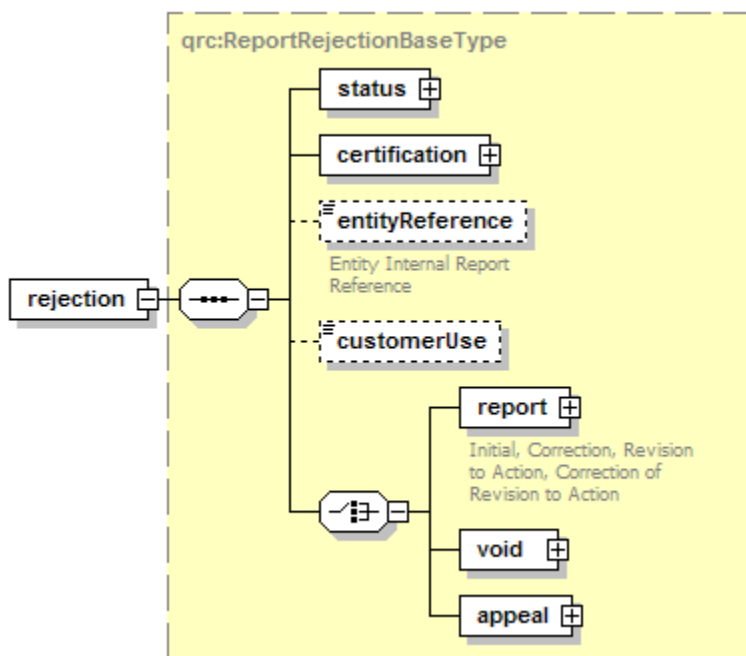 qrc:ReportRejectionBaseType
status
certification
entityReference
Entity Internal Report
Reference
rejection
customerUse
report
Initial, Correction, Revision
to Action, Correction of
Revision to Action
void
appeal